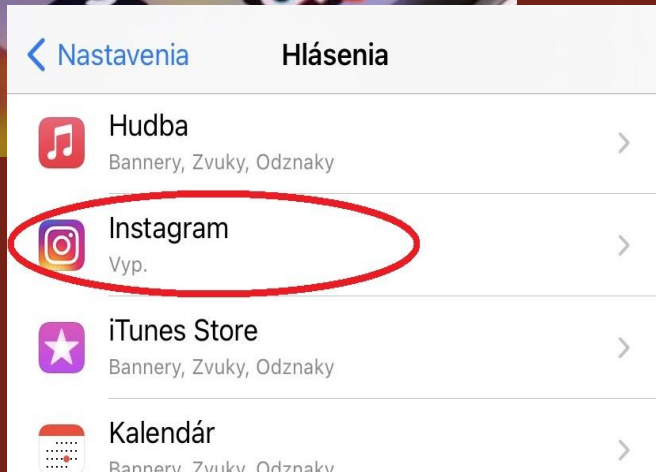 Nastavenia Hlásenia
Hudba
Bannery, Zvuky, Odznaky
Instagram
Vyp.
iTunes Store
Bannery, Zvuky, Odznaky
Kalendár
Bannery, Zvuky, Odznaky